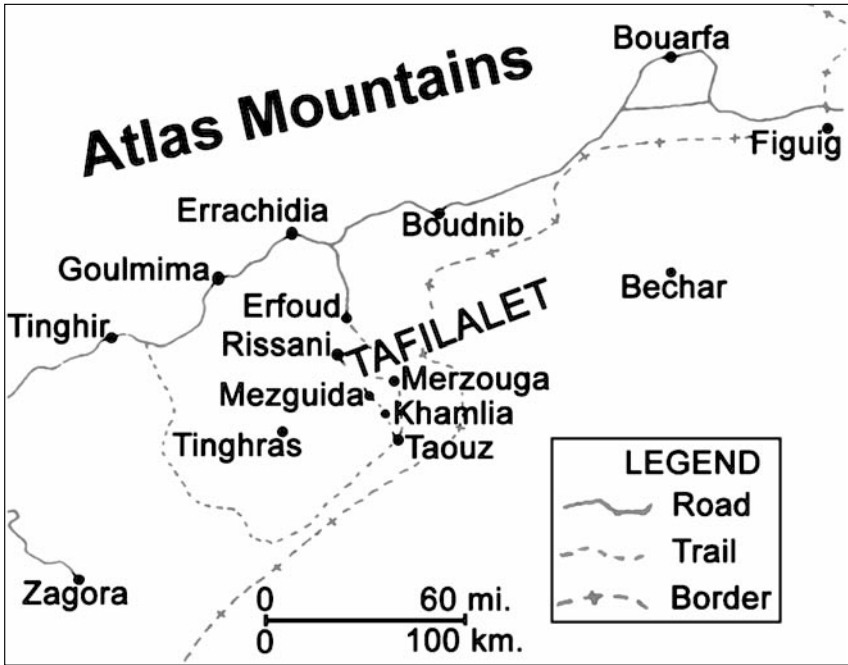 Bouarfa
Atlas Mountains
Figuig
Errachidia
Boudnib
Goulmima
Bechar
Erfoud
Tinghir
TAFILALET
Rissani
Merzouga
Mezguida
Khamlia
Tinghras
Taouz
LEGEND
Road
Trail
Border
Zagora
0 60 mi.
0 100 km.